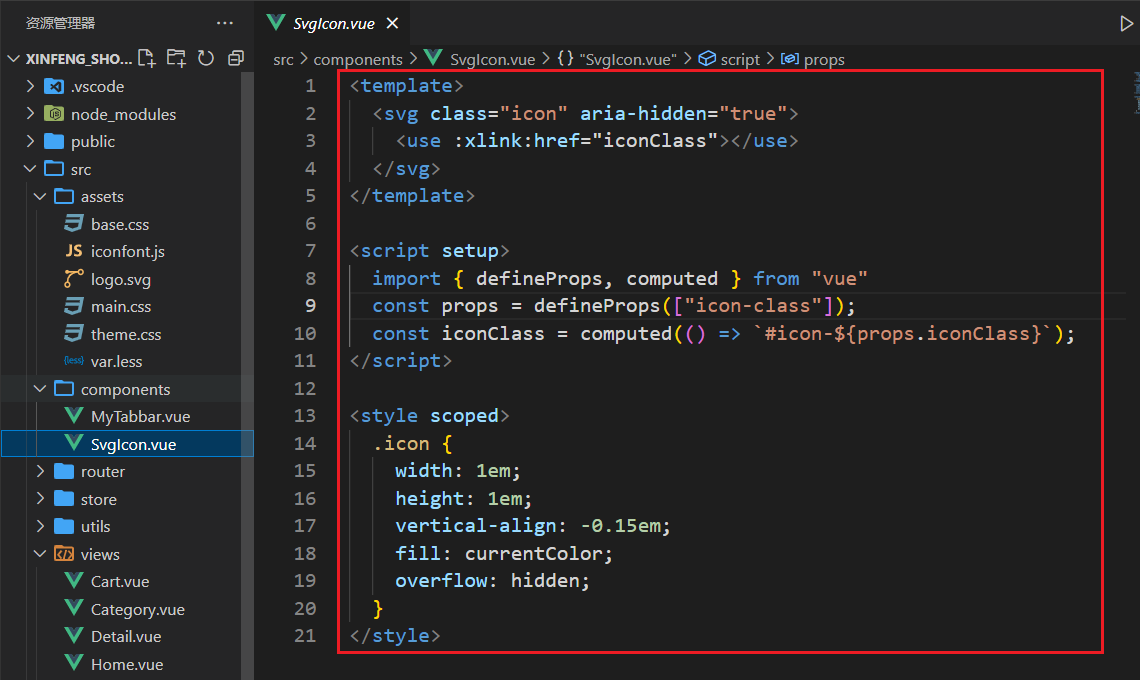 资源管理器
···
SvgIcon.vue
XINFENG_SHO...
src > components > SvgIcon.vue > {} "SvgIcon.vue" > script > props
.vscode
node_modules
public
src
assets
base.css
JS iconfont.js
logo.svg
main.css
theme.css
{less} var.less
components
MyTabbar.vue
SvgIcon.vue
router
store
utils
views
Cart.vue
Category.vue
Detail.vue
Home.vue
1 <template>
2   <svg class="icon" aria-hidden="true">
3     <use :xlink:href="iconClass"></use>
4   </svg>
5 </template>
6
7 <script setup>
8   import { defineProps, computed } from "vue"
9   const props = defineProps(["icon-class"]);
10   const iconClass = computed(() => `#icon-${props.iconClass}`);
11 </script>
12
13 <style scoped>
14   .icon {
15     width: 1em;
16     height: 1em;
17     vertical-align: -0.15em;
18     fill: currentColor;
19     overflow: hidden;
20   }
21 </style>